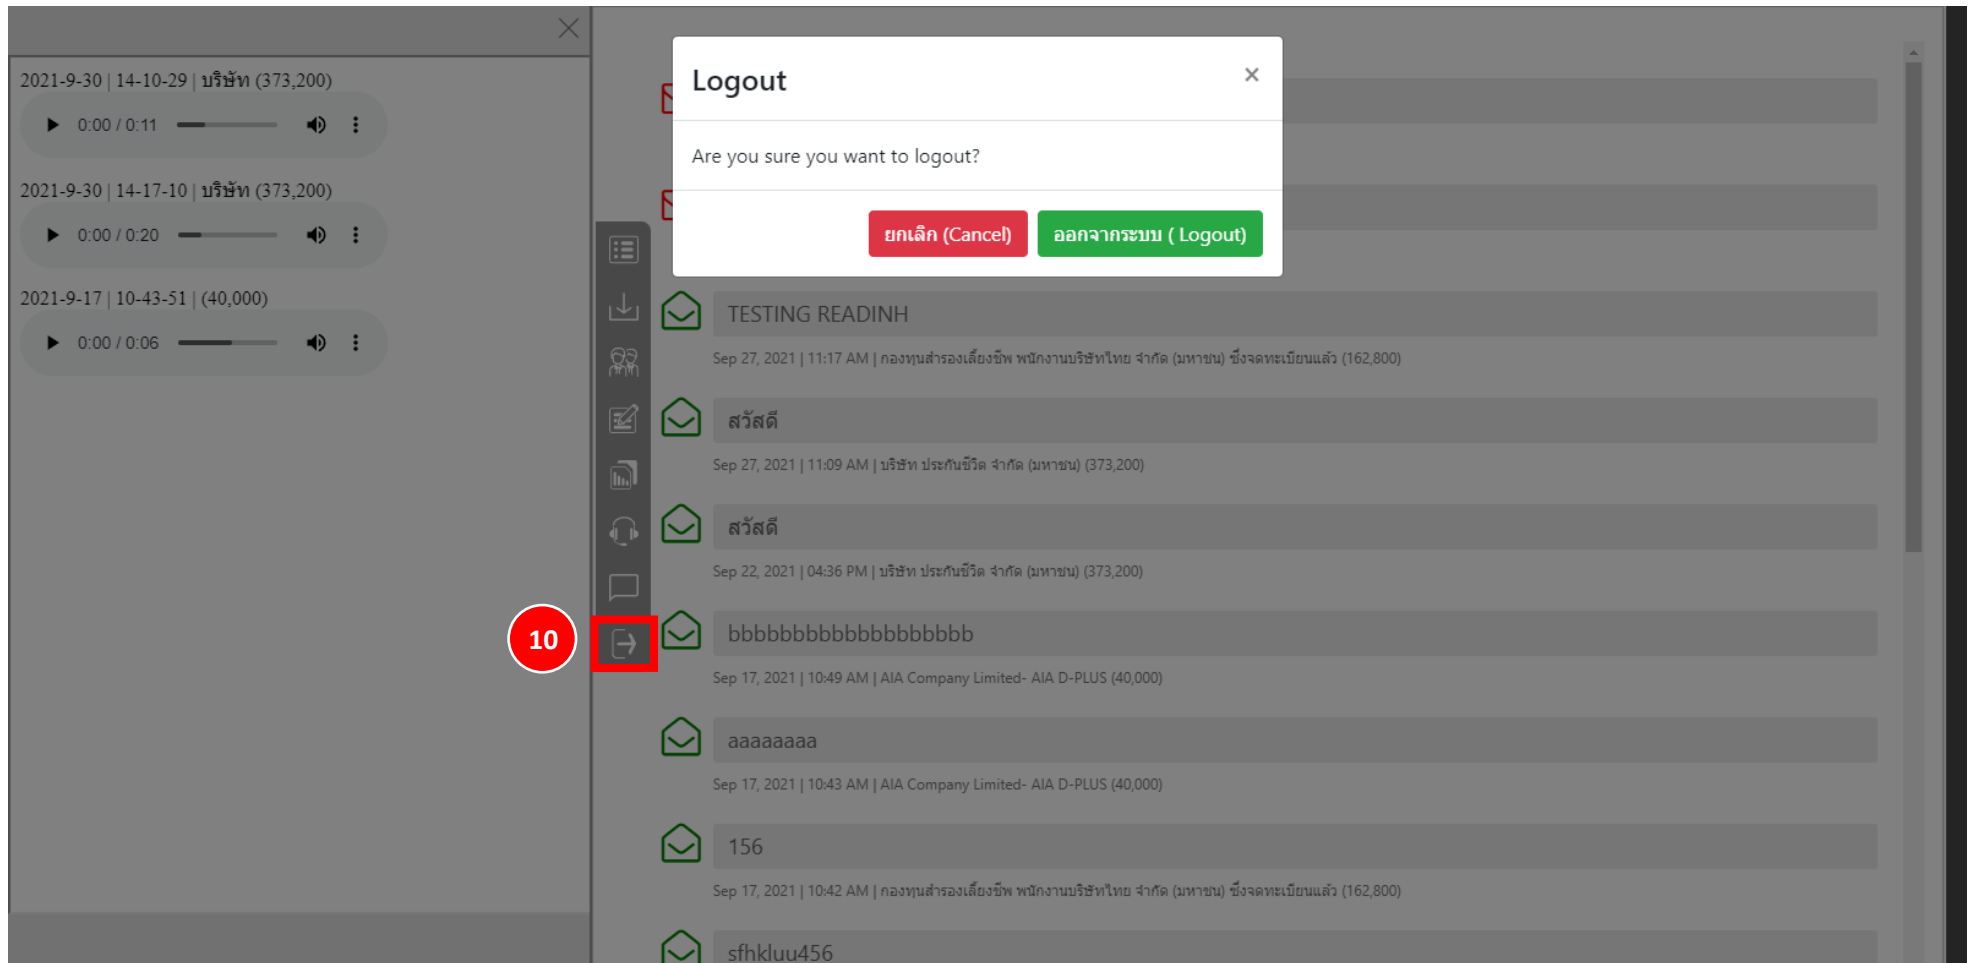 2021-9-30 | 14-10-29 | บริษัท (373,200)
0:00 / 0:11
2021-9-30 | 14-17-10 | บริษัท (373,200)
0:00 / 0:20
2021-9-17 | 10-43-51 | (40,000)
0:00 / 0:06
10
Logout
×
Are you sure you want to logout?
ยกเลิก (Cancel)
ออกจากระบบ ( Logout)
TESTING READINH
Sep 27, 2021 | 11:17 AM | กองทุนสำรองเลี้ยงชีพ พนักงานบริษัทไทย จำกัด (มหาชน) ซึ่งจดทะเบียนแล้ว (162,800)
สวัสดี
Sep 27, 2021 | 11:09 AM | บริษัท ประกันชีวิต จำกัด (มหาชน) (373,200)
สวัสดี
Sep 22, 2021 | 04:36 PM | บริษัท ประกันชีวิต จำกัด (มหาชน) (373,200)
bbbbbbbbbbbbbbbbbbb
Sep 17, 2021 | 10:49 AM | AIA Company Limited- AIA D-PLUS (40,000)
aaaaaaaa
Sep 17, 2021 | 10:43 AM | AIA Company Limited- AIA D-PLUS (40,000)
156
Sep 17, 2021 | 10:42 AM | กองทุนสำรองเลี้ยงชีพ พนักงานบริษัทไทย จำกัด (มหาชน) ซึ่งจดทะเบียนแล้ว (162,800)
sfhkluu456